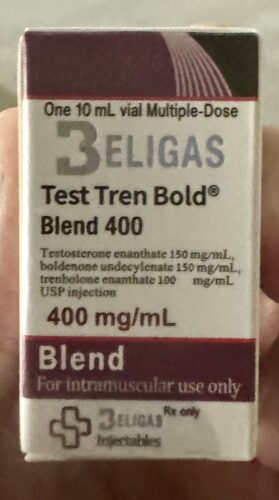 One 10 mL vial Multiple-Dose
BELIGAS
Test Tren Bold®
Blend 400
Testosterone enanthate 150 mg/mL,
boldenone undecylenate 150 mg/mL,
trenbolone enanthate 100 mg/mL
USP injection
400 mg/mL
Blend
For intramuscular use only
BELIGAS Rx only
Injectables